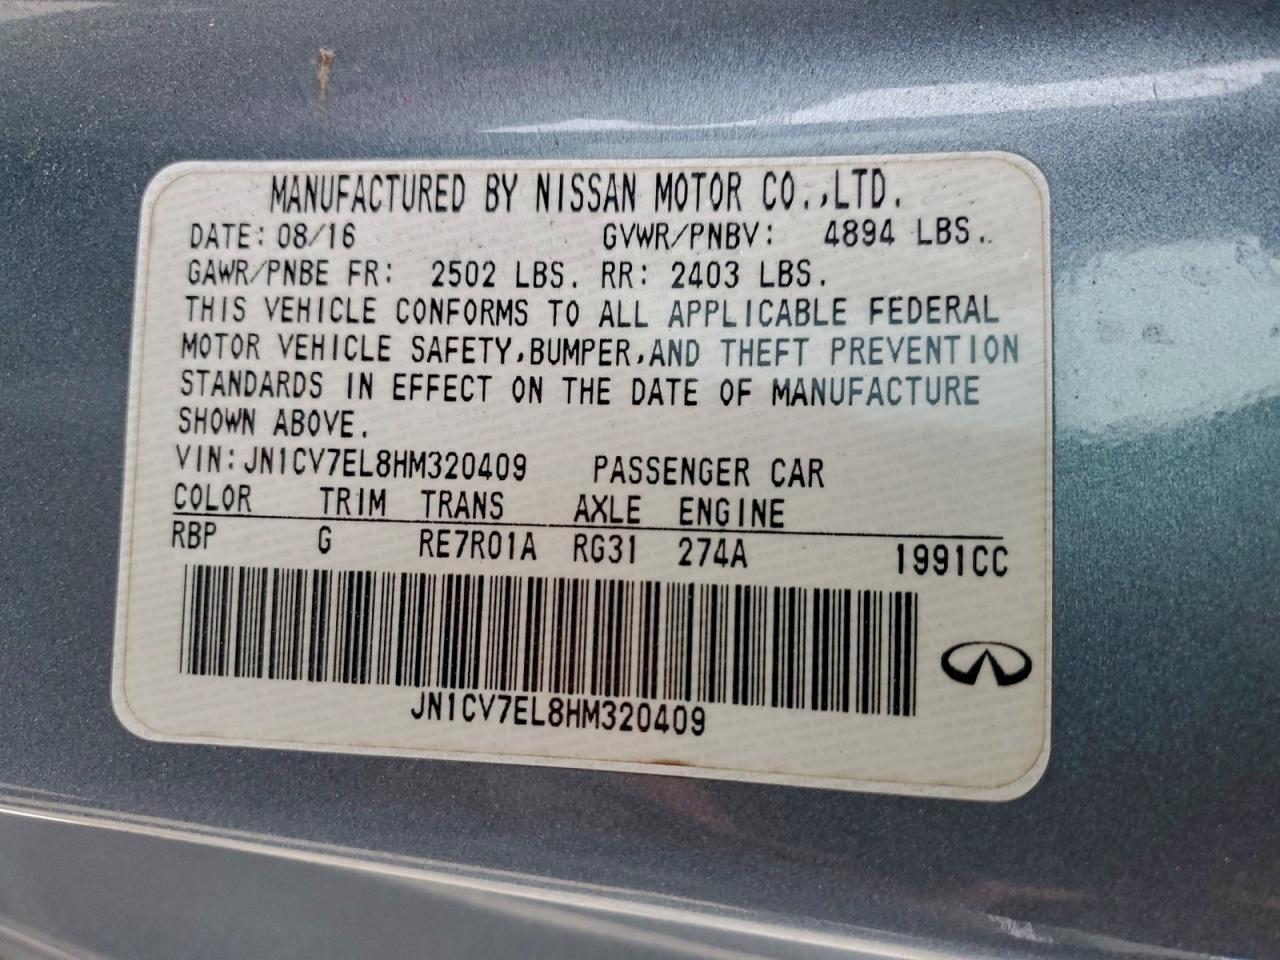 MANUFACTURED BY NISSAN MOTOR CO.,LTD.
DATE: 08/16 GVWR/PNBV: 4894 LBS.
GAWR/PNBE FR: 2502 LBS. RR: 2403 LBS.
THIS VEHICLE CONFORMS TO ALL APPLICABLE FEDERAL
MOTOR VEHICLE SAFETY,BUMPER,AND THEFT PREVENTION
STANDARDS IN EFFECT ON THE DATE OF MANUFACTURE
SHOWN ABOVE.
VIN: JN1CV7EL8HM320409 PASSENGER CAR
COLOR TRIM TRANS AXLE ENGINE
RBP G RE7R01A RG31 274A 1991CC
JN1CV7EL8HM320409